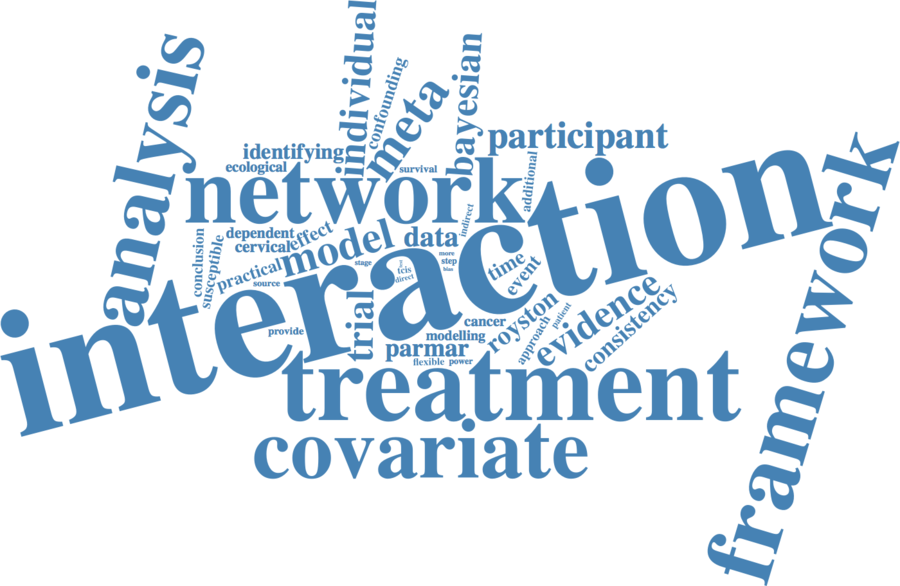 individual
analysis
bayesian
confounding
meta
participant
identifying
ecological
survival
additional
network
interaction
framework
indirect
dependent
effect
cervical
conclusion
susceptible
model
data
more
step
bias
practical
source
stage
tcis
direct
time
event
trial
provide
royston
cancer
patient
approach
evidence
consistency
modelling
parmar
flexible
power
treatment
covariate